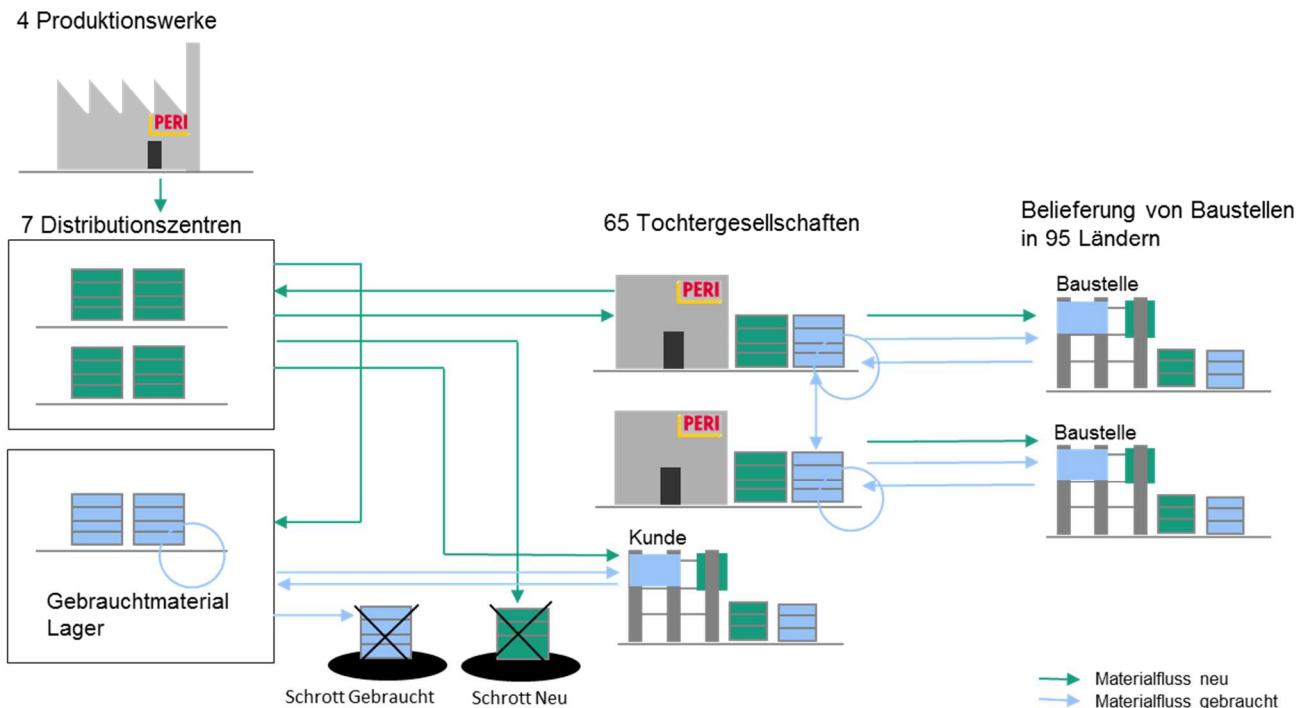 4 Produktionswerke
PERI
7 Distributionszentren
65 Tochtergesellschaften
Belieferung von Baustellen
in 95 Ländern
PERI
Baustelle
PERI
Baustelle
Kunde
Gebrauchtmaterial
Lager
Schrott Gebraucht
Schrott Neu
Materialfluss neu
Materialfluss gebraucht